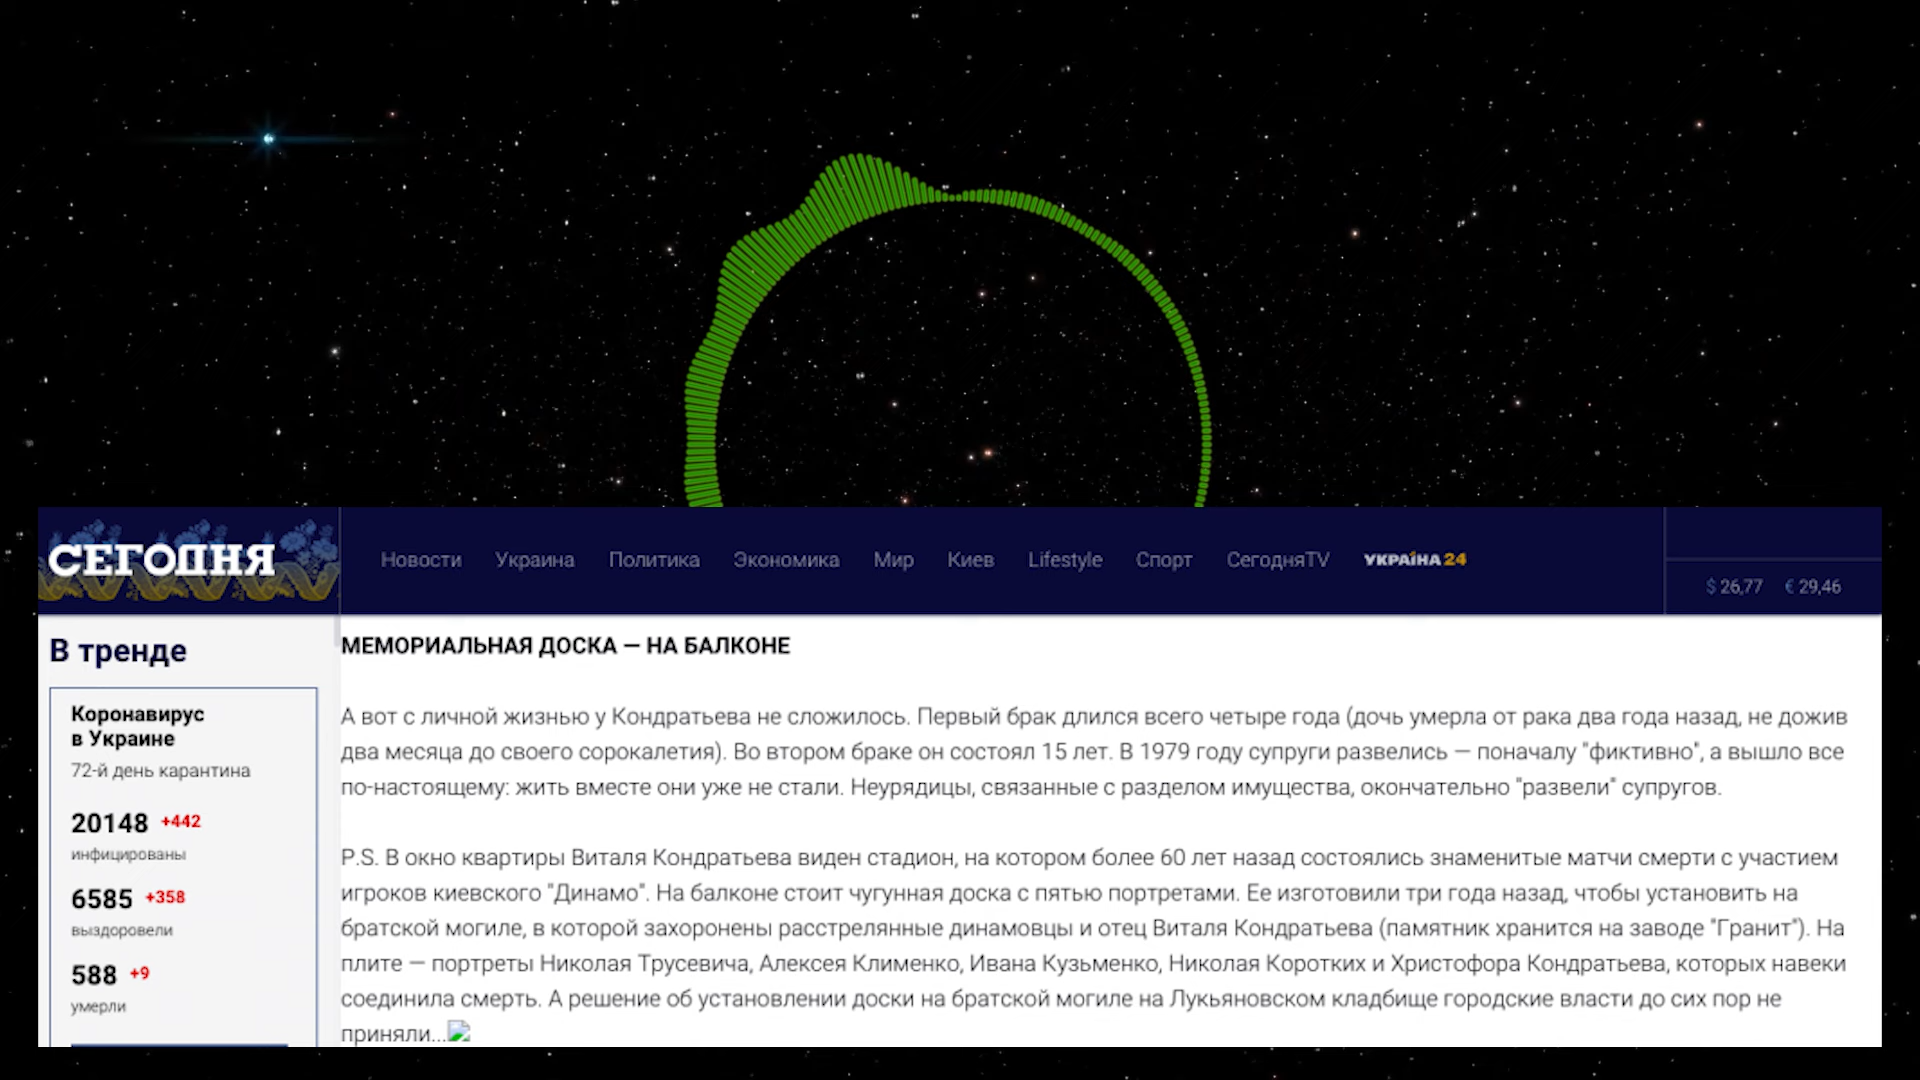 СЕГОДНЯ
Новости Украина Политика Экономика Мир Киев Lifestyle Спорт СегодняTV УКРАЇНА 24
$ 26,77 € 29,46
В тренде
Коронавирус
в Украине
72-й день карантина
20148 +442
инфицированы
6585 +358
выздоровели
588 +9
умерли
МЕМОРИАЛЬНАЯ ДОСКА — НА БАЛКОНЕ
А вот с личной жизнью у Кондратьева не сложилось. Первый брак длился всего четыре года (дочь умерла от рака два года назад, не дожив
два месяца до своего сорокалетия). Во втором браке он состоял 15 лет. В 1979 году супруги развелись — поначалу "фиктивно", а вышло все
по-настоящему: жить вместе они уже не стали. Неурядицы, связанные с разделом имущества, окончательно "развели" супругов.
P.S. В окно квартиры Виталя Кондратьева виден стадион, на котором более 60 лет назад состоялись знаменитые матчи смерти с участием
игроков киевского "Динамо". На балконе стоит чугунная доска с пятью портретами. Ее изготовили три года назад, чтобы установить на
братской могиле, в которой захоронены расстрелянные динамовцы и отец Виталя Кондратьева (памятник хранится на заводе "Гранит"). На
плите — портреты Николая Трусевича, Алексея Клименко, Ивана Кузьменко, Николая Коротких и Христофора Кондратьева, которых навеки
соединила смерть. А решение об установлении доски на братской могиле на Лукьяновском кладбище городские власти до сих пор не
приняли...